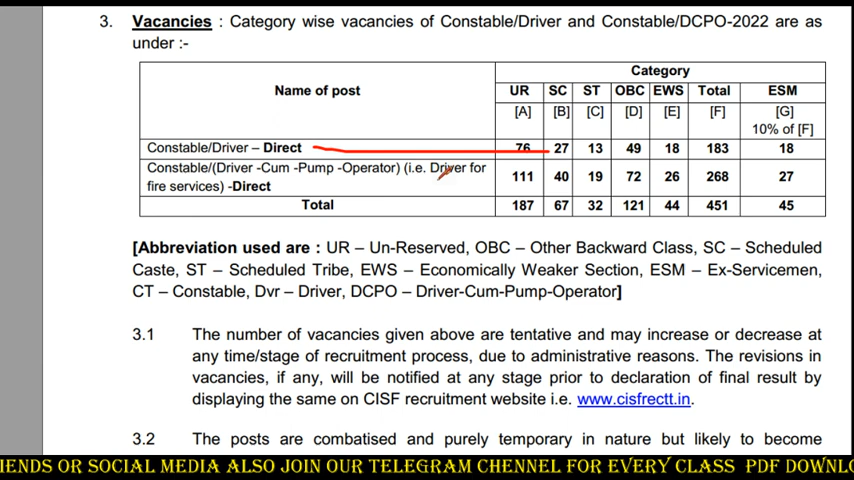 3. Vacancies : Category wise vacancies of Constable/Driver and Constable/DCPO-2022 are as
under :-
Name of post Category
UR SC ST OBC EWS Total ESM
[A] [B] [C] [D] [E] [F] [G]
10% of [F]
Constable/Driver – Direct 76 27 13 49 18 183 18
Constable/(Driver -Cum -Pump -Operator) (i.e. Driver for
fire services) -Direct 111 40 19 72 26 268 27
Total 187 67 32 121 44 451 45
[Abbreviation used are : UR – Un-Reserved, OBC – Other Backward Class, SC – Scheduled
Caste, ST – Scheduled Tribe, EWS – Economically Weaker Section, ESM – Ex-Servicemen,
CT – Constable, Dvr – Driver, DCPO – Driver-Cum-Pump-Operator]
3.1 The number of vacancies given above are tentative and may increase or decrease at
any time/stage of recruitment process, due to administrative reasons. The revisions in
vacancies, if any, will be notified at any stage prior to declaration of final result by
displaying the same on CISF recruitment website i.e. www.cisfrectt.in.
3.2 The posts are combatised and purely temporary in nature but likely to become
IENDS OR SOCIAL MEDIA ALSO JOIN OUR TELEGRAM CHENNEL FOR EVERY CLASS PDF DOWNLO